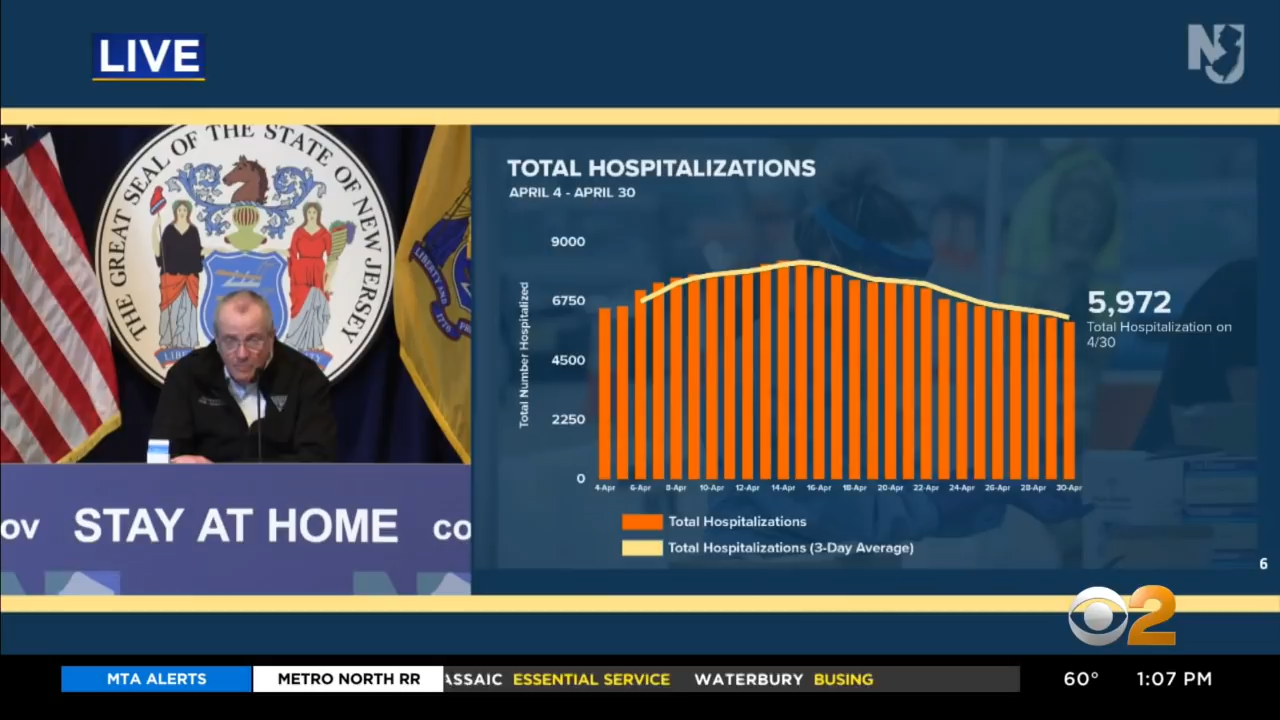 LIVE
NJ
THE GREAT SEAL OF THE STATE OF NEW JERSEY
LIBERTY AND
1776
ov STAY AT HOME co
TOTAL HOSPITALIZATIONS
APRIL 4 - APRIL 30
Total Number Hospitalized
9000
6750
4500
2250
0
4-Apr 6-Apr 8-Apr 10-Apr 12-Apr 14-Apr 16-Apr 18-Apr 20-Apr 22-Apr 24-Apr 26-Apr 28-Apr 30-Apr
5,972
Total Hospitalization on
4/30
Total Hospitalizations
Total Hospitalizations (3-Day Average)
6
2
MTA ALERTS METRO NORTH RR ASSAIC ESSENTIAL SERVICE WATERBURY BUSING 60° 1:07 PM